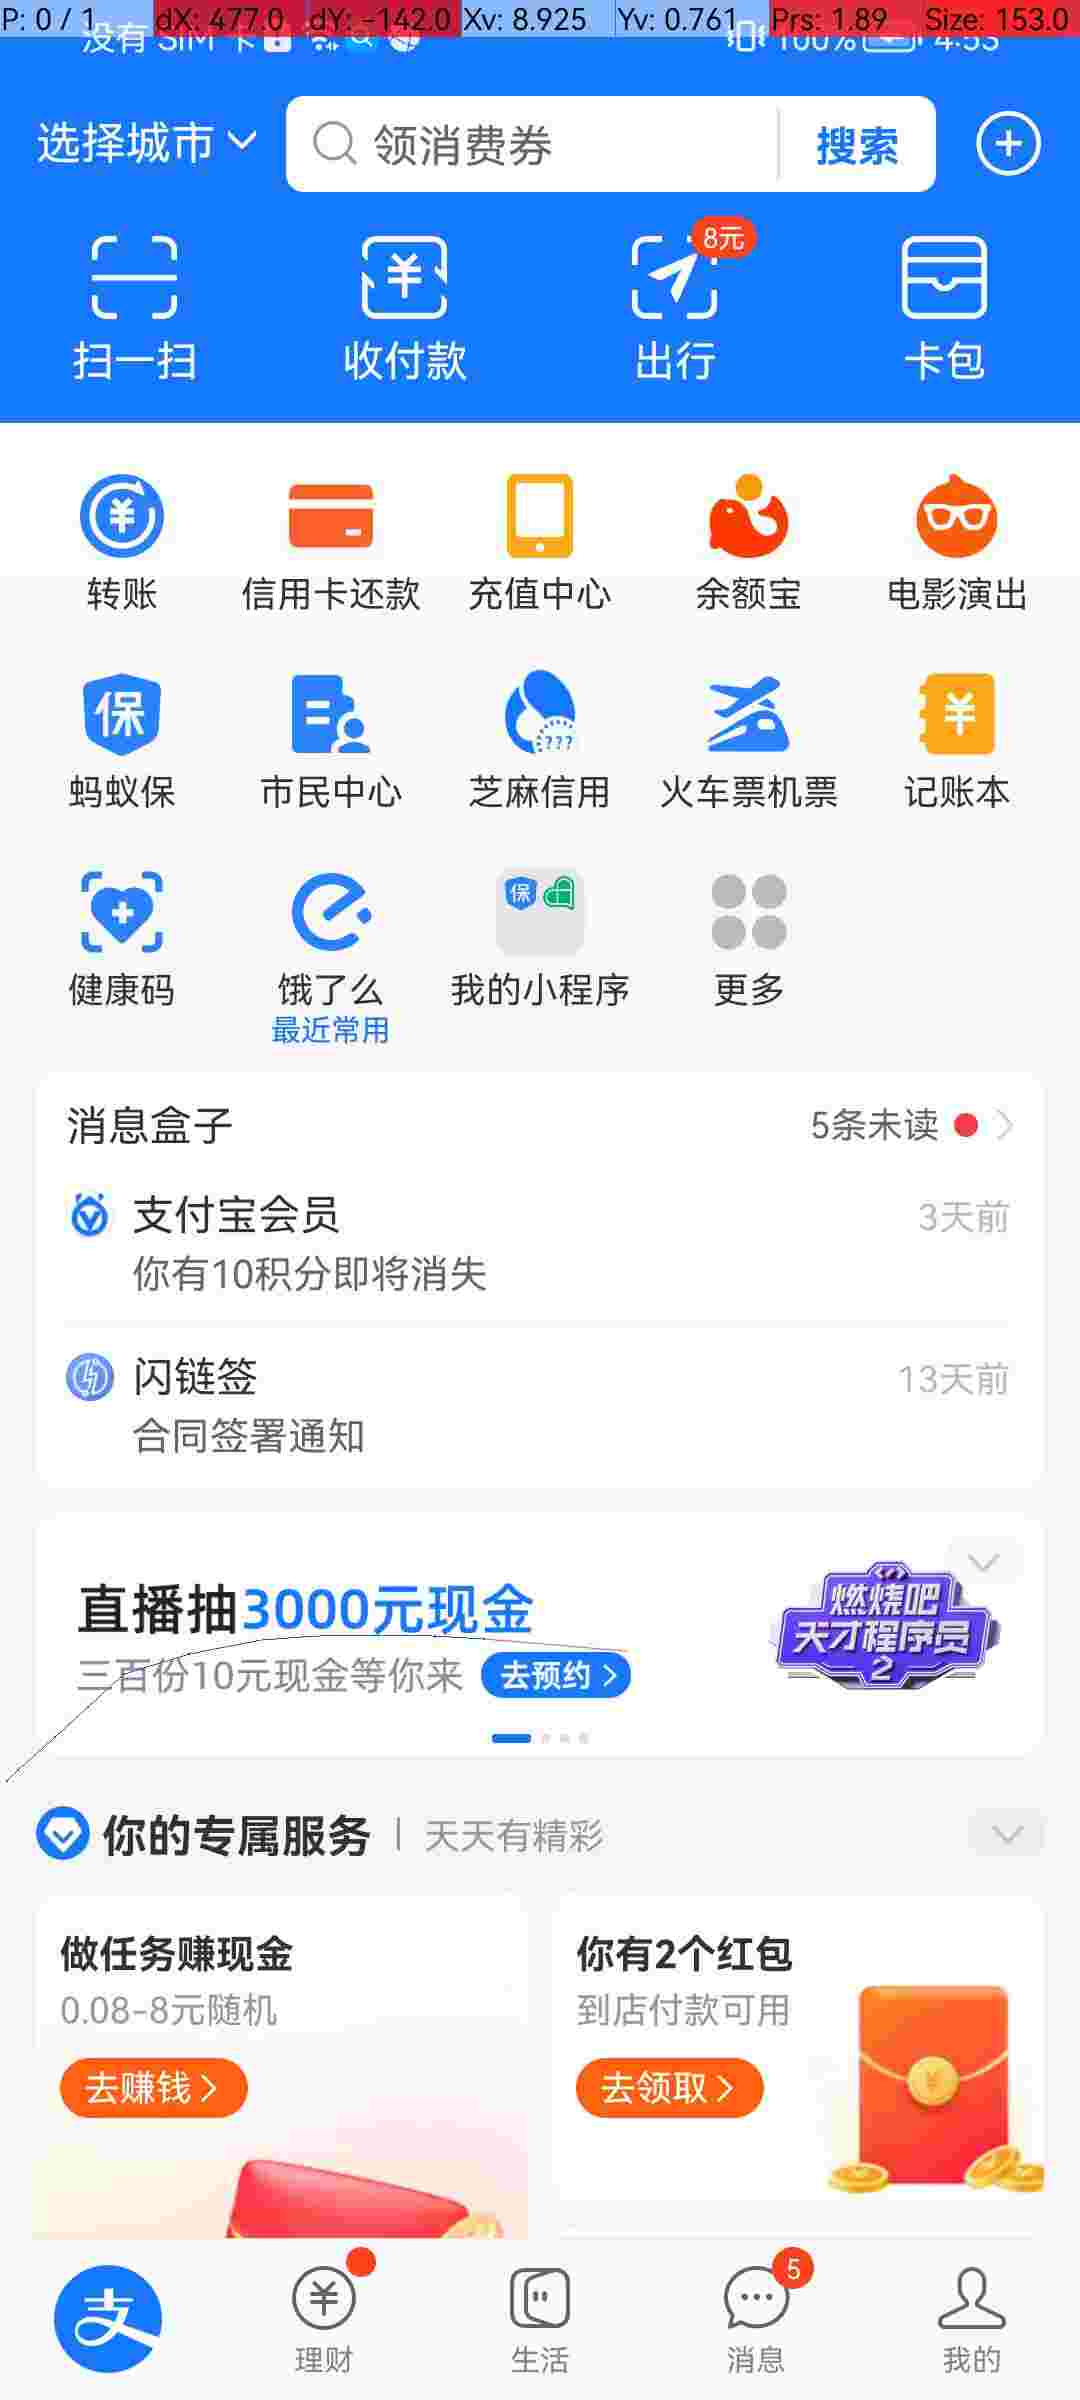 P: 0 / 1 dX: 477.0 dY: -142.0 Xv: 8.925 Yv: 0.761 Prs: 1.89 Size: 153.0
没有 SIM 卡 100% 4:53
选择城市 领消费券 搜索
8元
扫一扫 收付款 出行 卡包
转账 信用卡还款 充值中心 余额宝 电影演出
保 ???
蚂蚁保 市民中心 芝麻信用 火车票机票 记账本
保
健康码 饿了么 我的小程序 更多
最近常用
消息盒子 5条未读
支付宝会员 3天前
你有10积分即将消失
闪链签 13天前
合同签署通知
直播抽3000元现金
三百份10元现金等你来 去预约
燃烧吧
天才程序员
2
你的专属服务 天天有精彩
做任务赚现金 你有2个红包
0.08-8元随机 到店付款可用
去赚钱 去领取
5
支 理财 生活 消息 我的